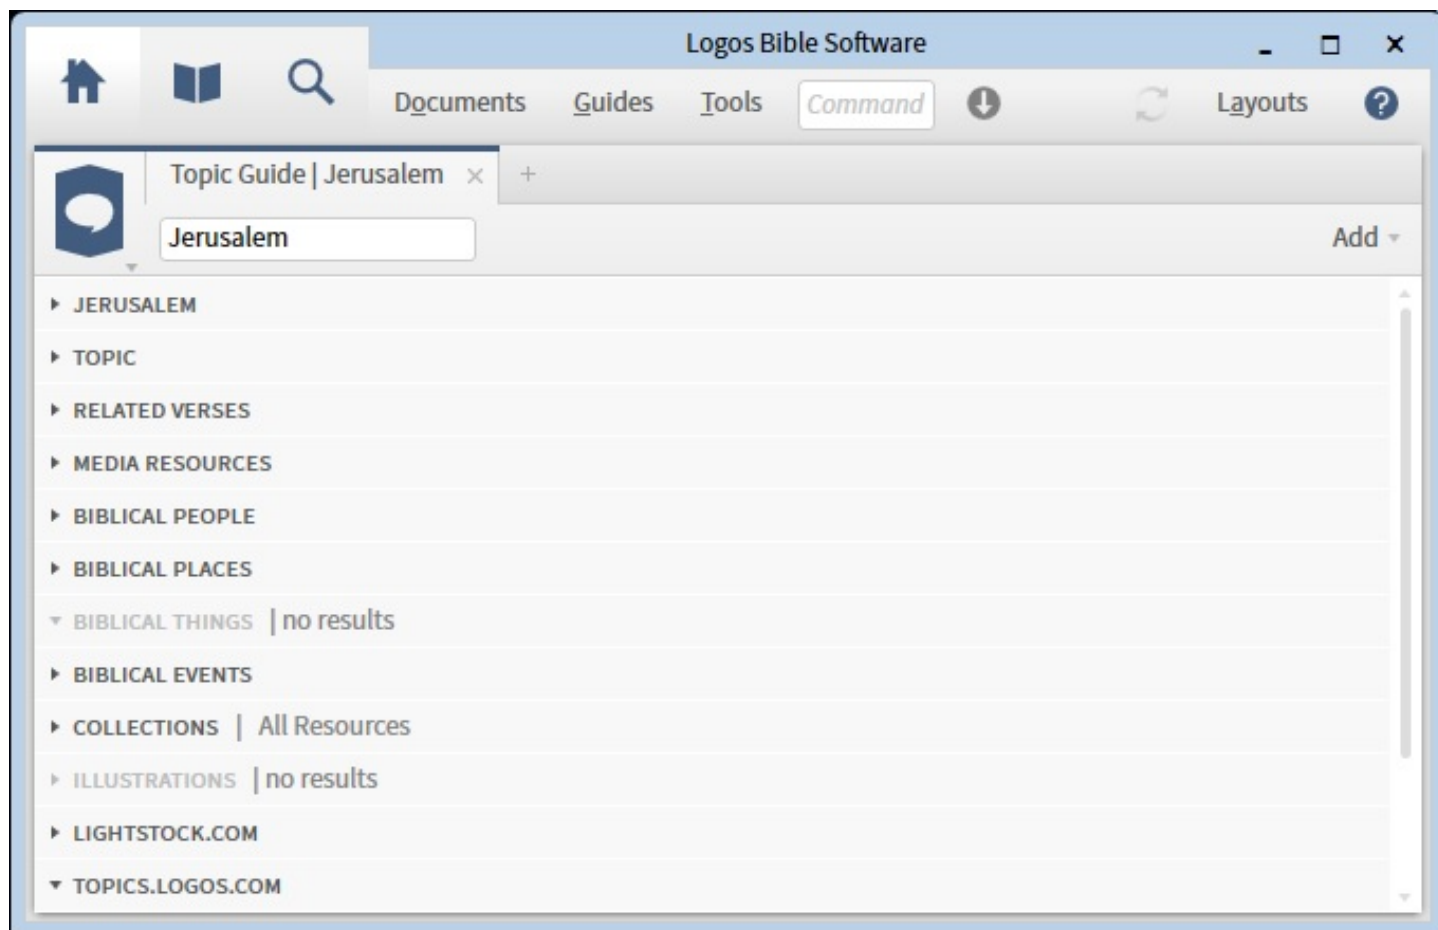 Logos Bible Software
Documents Guides Tools Command Layouts ?
Topic Guide | Jerusalem × +
Jerusalem Add
JERUSALEM
TOPIC
RELATED VERSES
MEDIA RESOURCES
BIBLICAL PEOPLE
BIBLICAL PLACES
BIBLICAL THINGS | no results
BIBLICAL EVENTS
COLLECTIONS | All Resources
ILLUSTRATIONS | no results
LIGHTSTOCK.COM
TOPICS.LOGOS.COM